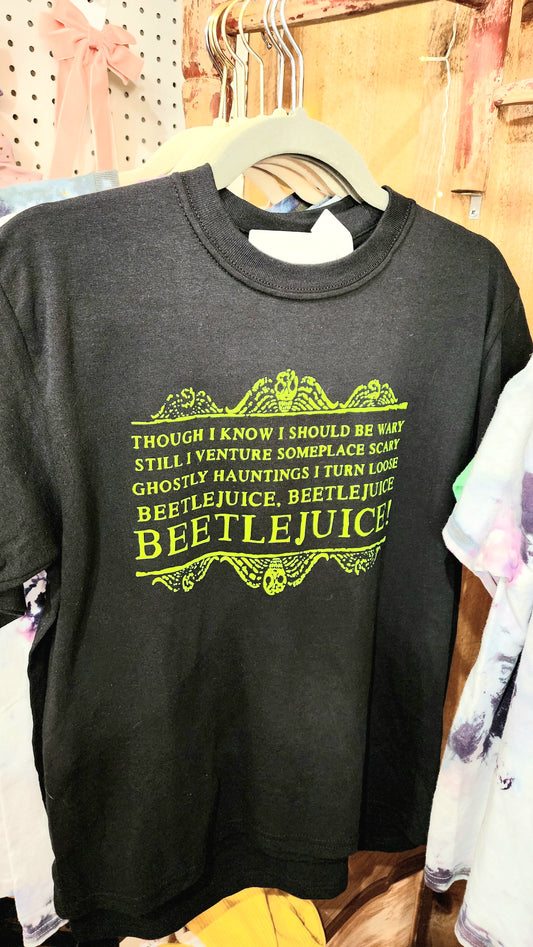 THOUGH I KNOW I SHOULD BE WARY
STILL I VENTURE SOMEPLACE SCARY
GHOSTLY HAUNTINGS I TURN LOOSE
BEETLEJUICE, BEETLEJUICE
BEETLEJUICE!